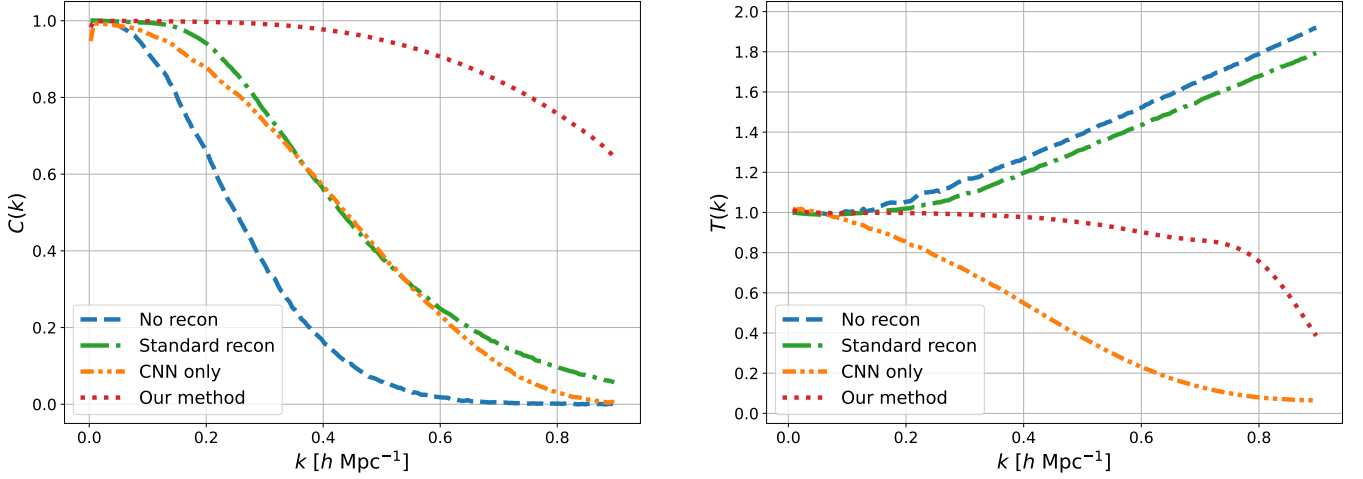 1.0
0.8
0.6
0.4
0.2
0.0
C(k)
No recon
Standard recon
CNN only
Our method
0.0 0.2 0.4 0.6 0.8
k [h Mpc⁻¹]
2.0
1.8
1.6
1.4
1.2
1.0
0.8
0.6
0.4
0.2
0.0
T(k)
No recon
Standard recon
CNN only
Our method
0.0 0.2 0.4 0.6 0.8
k [h Mpc⁻¹]